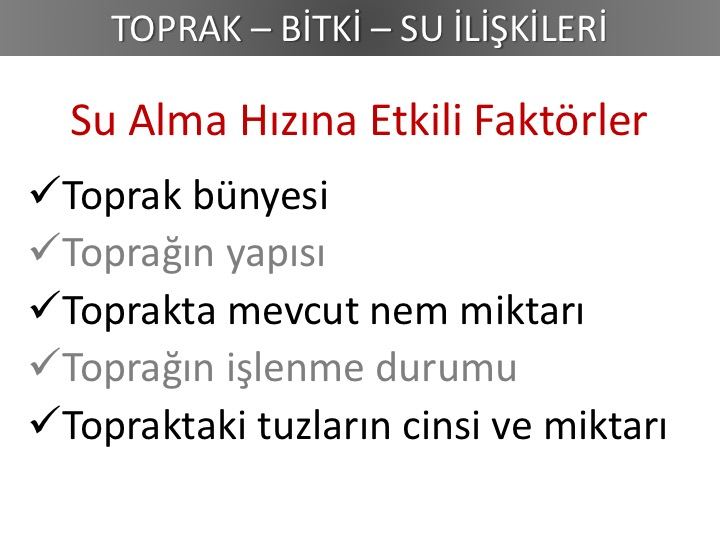 TOPRAK – BİTKİ – SU İLİŞKİLERİ
Su Alma Hızına Etkili Faktörler
✓Toprak bünyesi
✓Toprağın yapısı
✓Toprakta mevcut nem miktarı
✓Toprağın işlenme durumu
✓Topraktaki tuzların cinsi ve miktarı